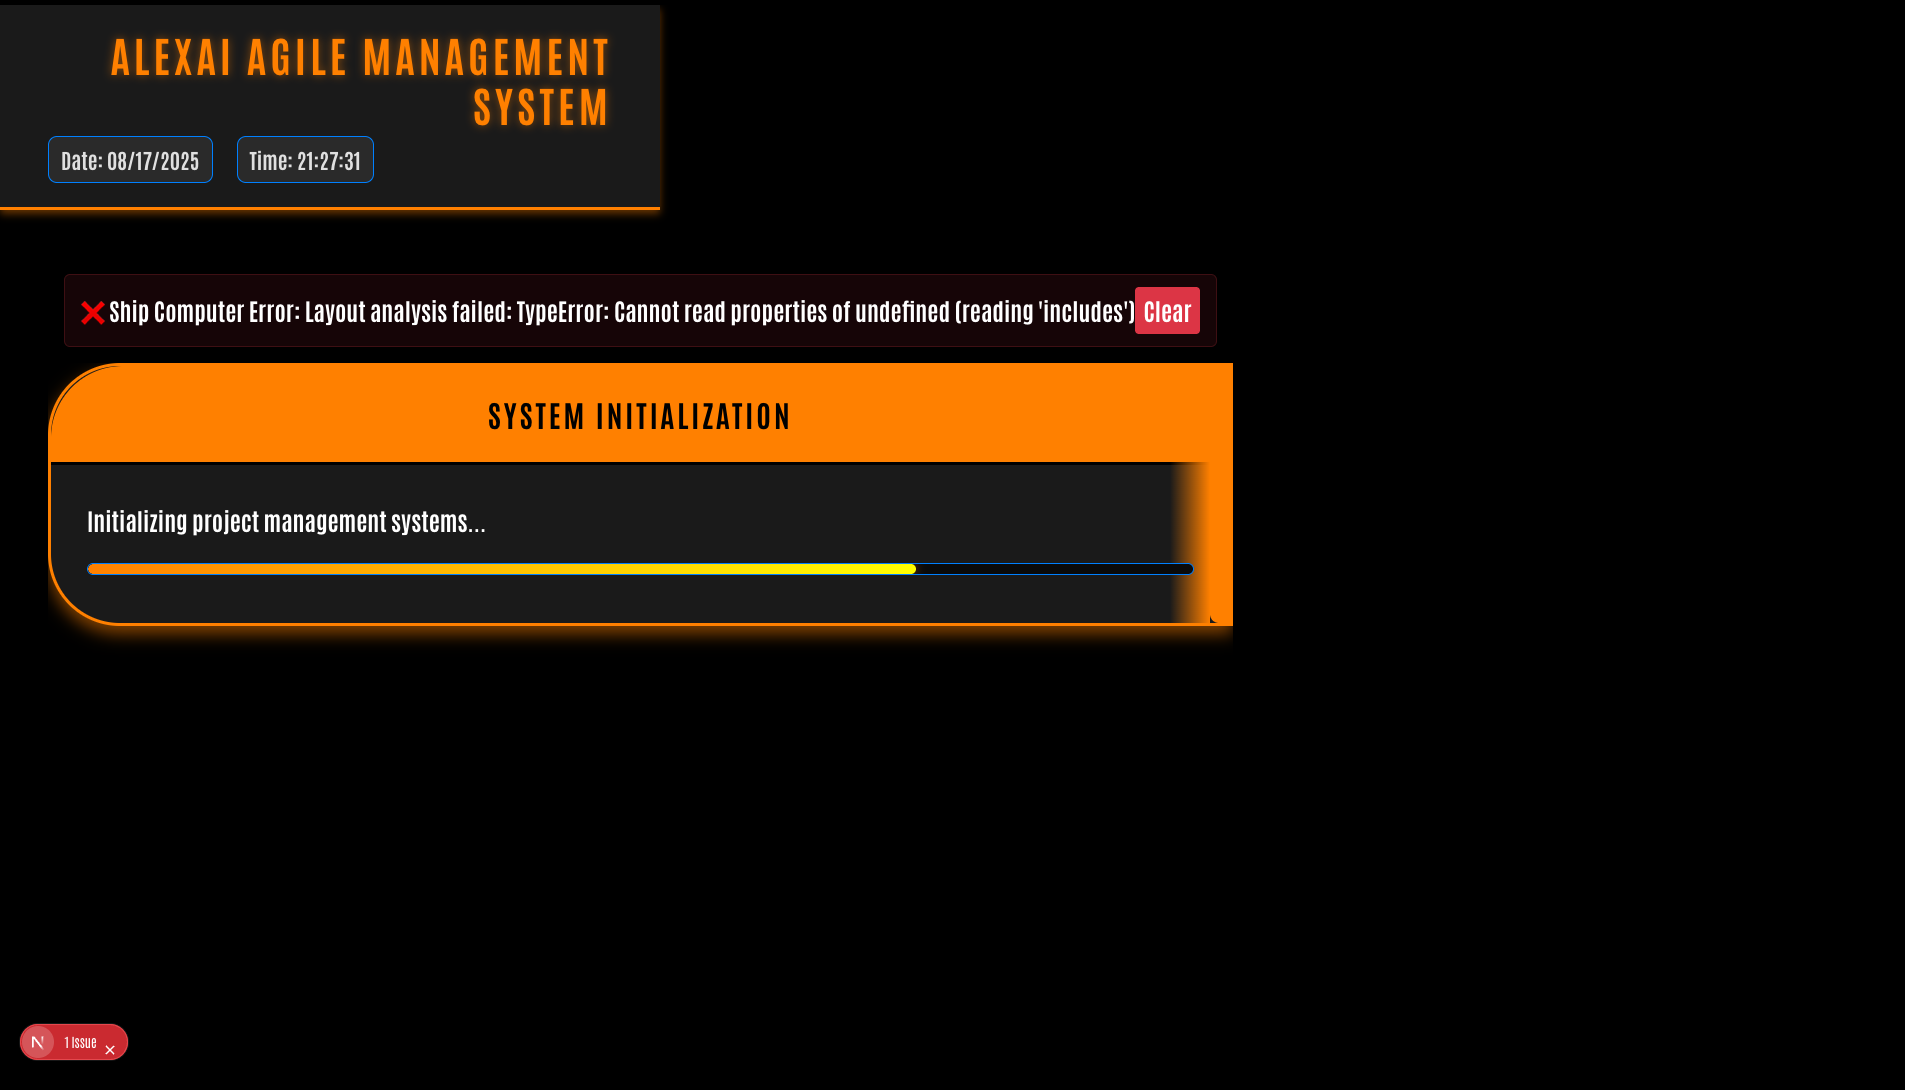 ALEXAI AGILE MANAGEMENT
SYSTEM
Date: 08/17/2025
Time: 21:27:31
❌ Ship Computer Error: Layout analysis failed: TypeError: Cannot read properties of undefined (reading 'includes')
Clear
SYSTEM INITIALIZATION
Initializing project management systems...
N
1 Issue